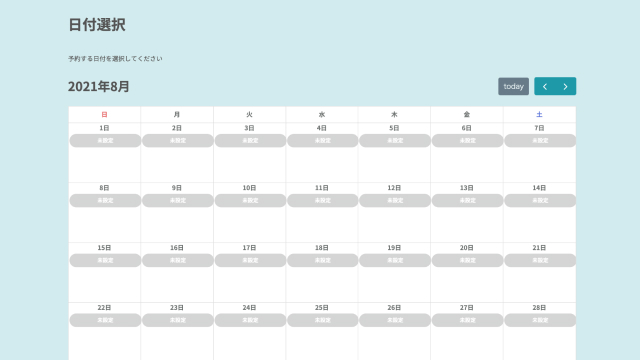 日付選択
予約する日付を選択してください
2021年8月
today
日 月 火 水 木 金 土
1日 2日 3日 4日 5日 6日 7日
未設定 未設定 未設定 未設定 未設定 未設定 未設定
8日 9日 10日 11日 12日 13日 14日
未設定 未設定 未設定 未設定 未設定 未設定 未設定
15日 16日 17日 18日 19日 20日 21日
未設定 未設定 未設定 未設定 未設定 未設定 未設定
22日 23日 24日 25日 26日 27日 28日
未設定 未設定 未設定 未設定 未設定 未設定 未設定